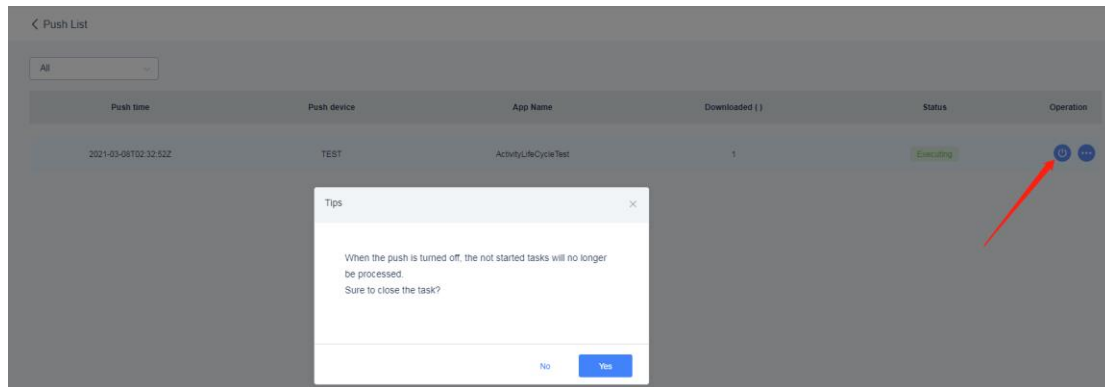 Push List
All
Push time Push device App Name Downloaded ( ) Status Operation
2021-03-08T02:32:52Z TEST ActivityLifeCycleTest 1 Executing
Tips
When the push is turned off, the not started tasks will no longer
be processed.
Sure to close the task?
No Yes